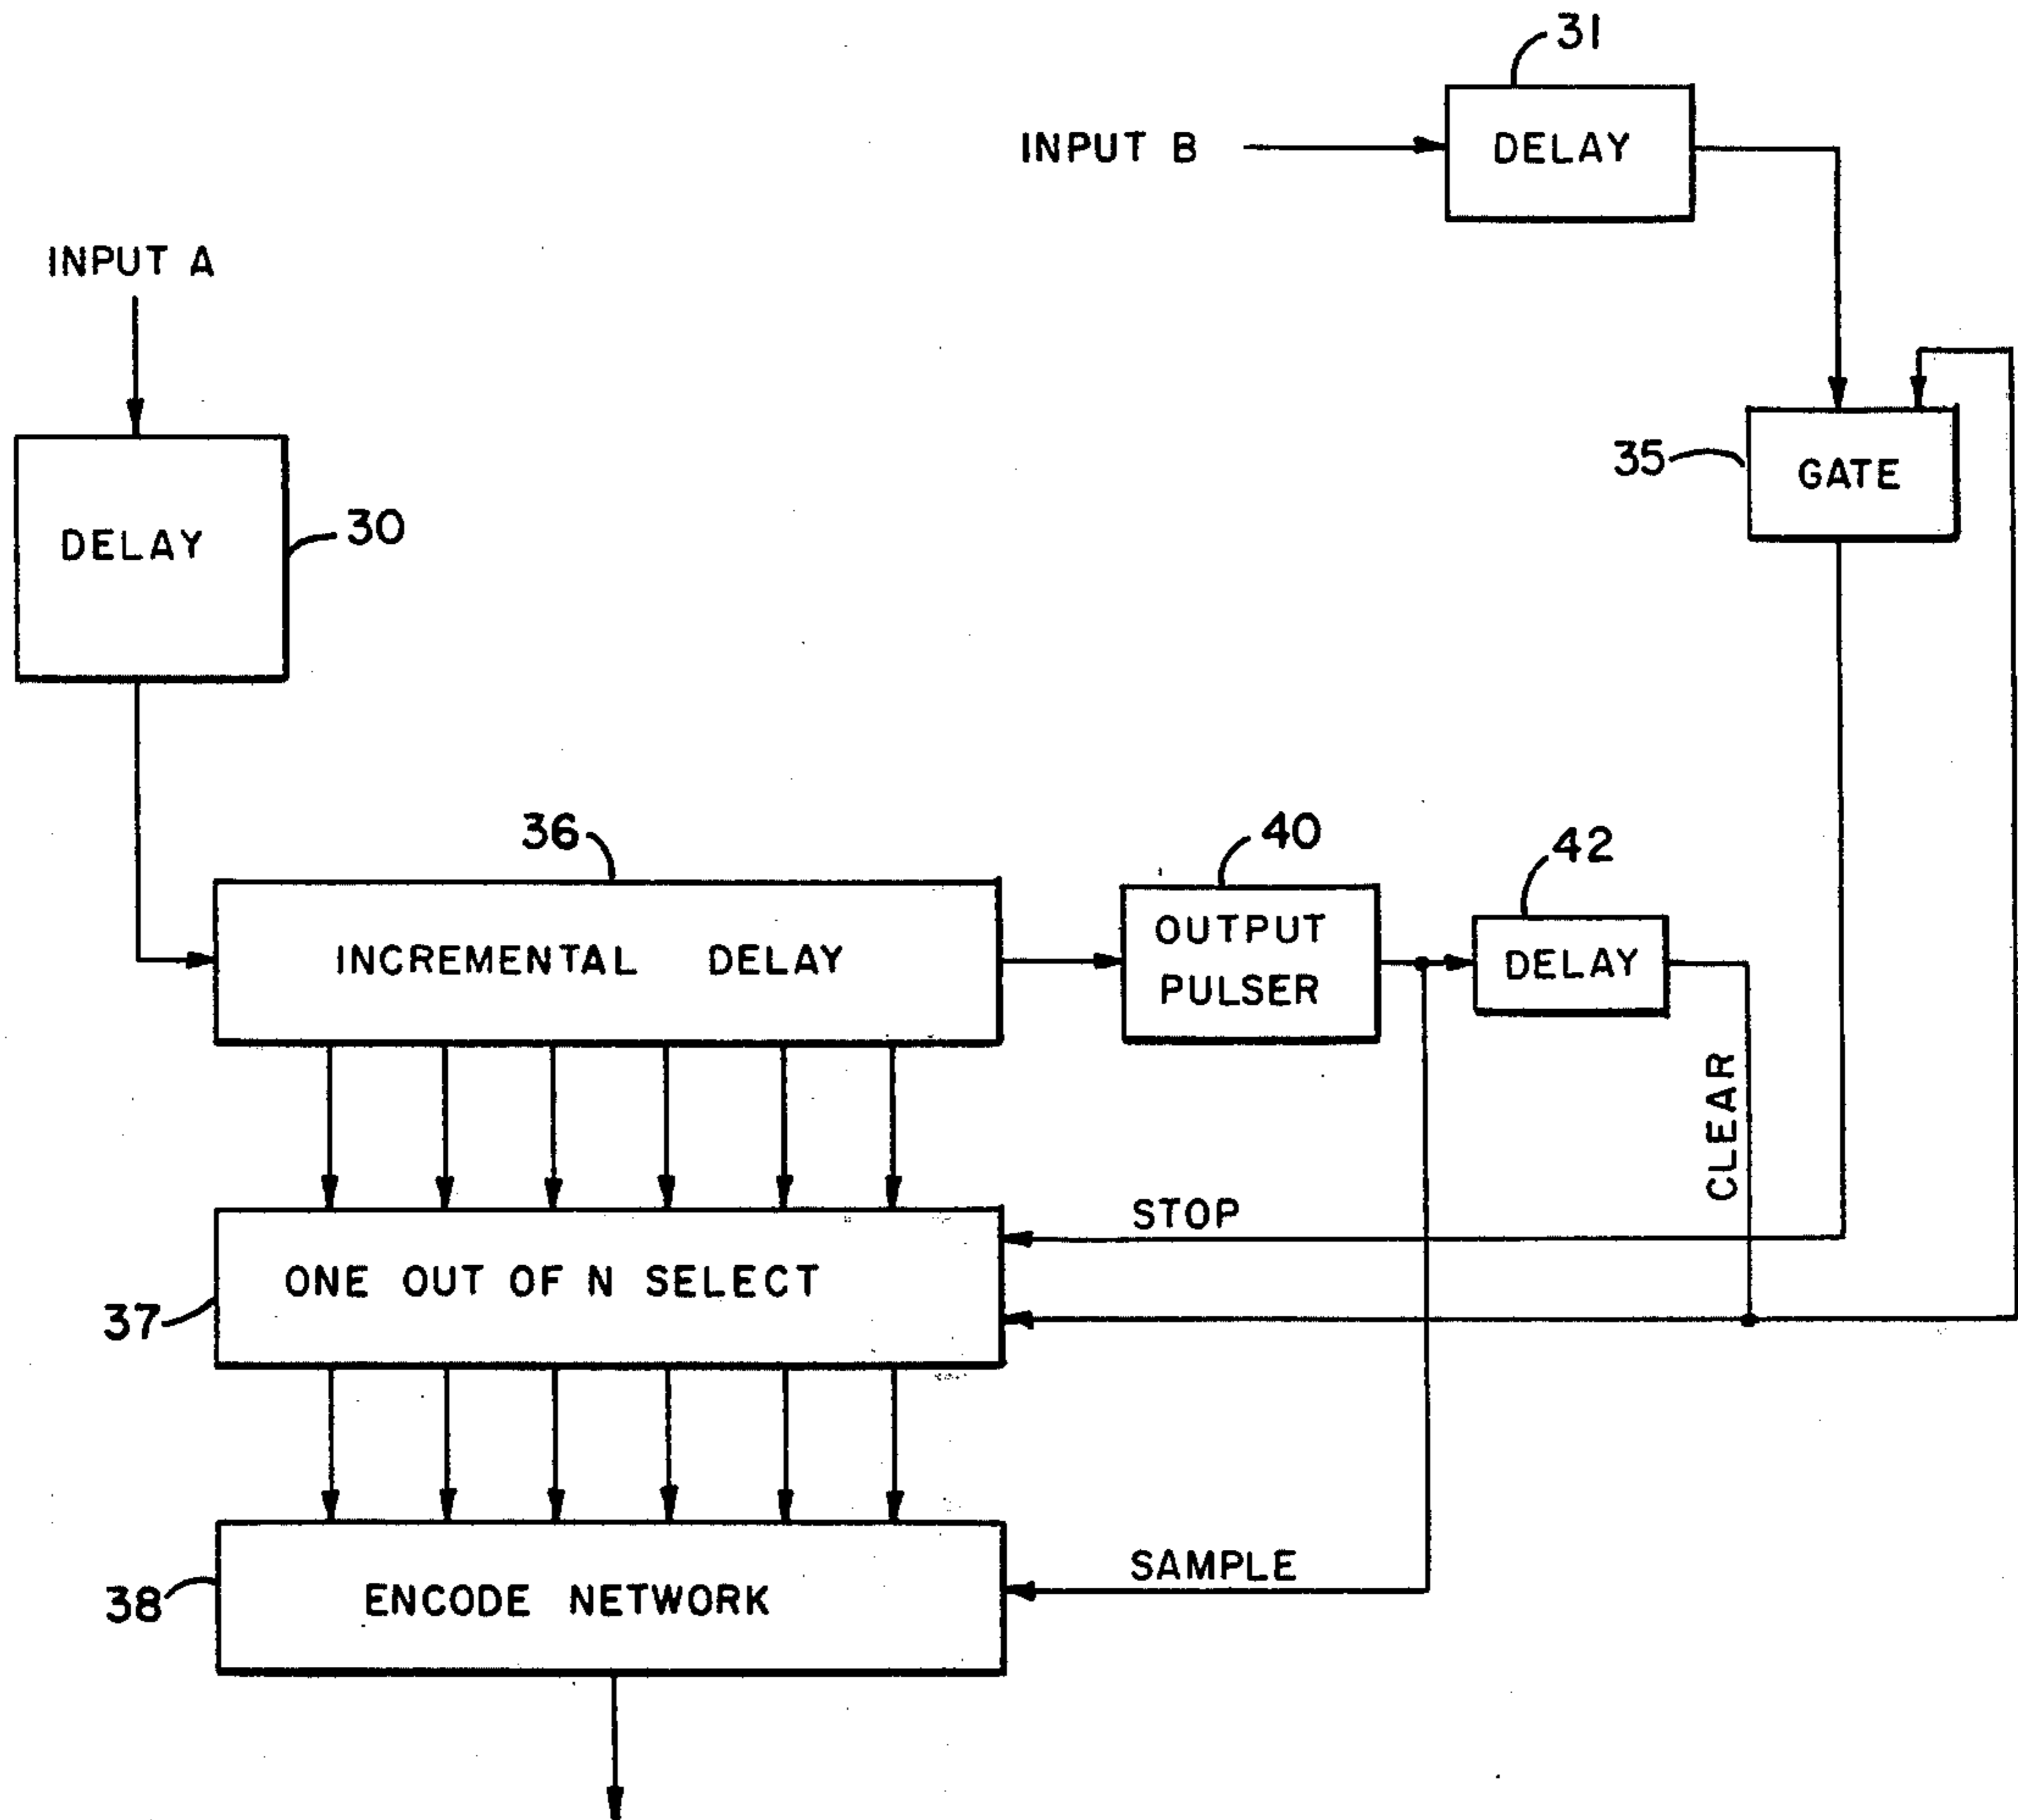 31
INPUT B
DELAY
INPUT A
35
GATE
DELAY
30
36
40
42
INCREMENTAL DELAY
OUTPUT
PULSER
DELAY
CLEAR
STOP
ONE OUT OF N SELECT
37
SAMPLE
ENCODE NETWORK
38